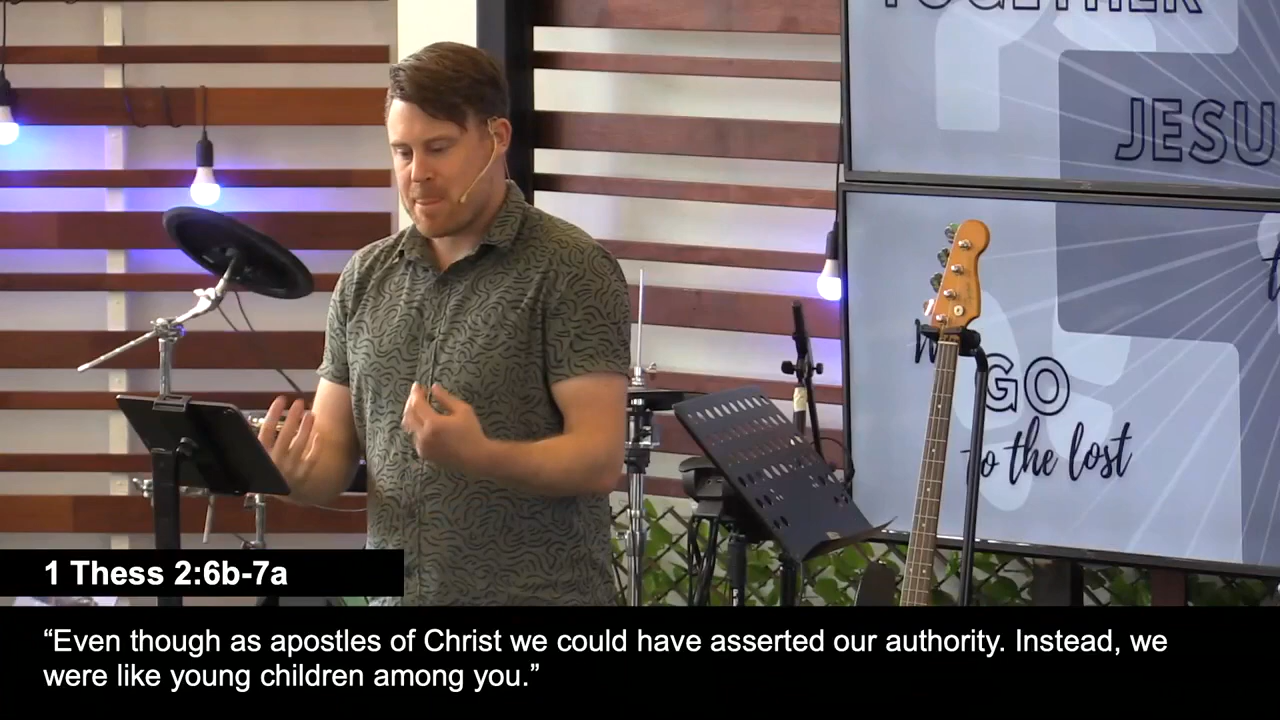 TOGETHER
JESU
GO
to the lost
1 Thess 2:6b-7a
“Even though as apostles of Christ we could have asserted our authority. Instead, we
were like young children among you.”